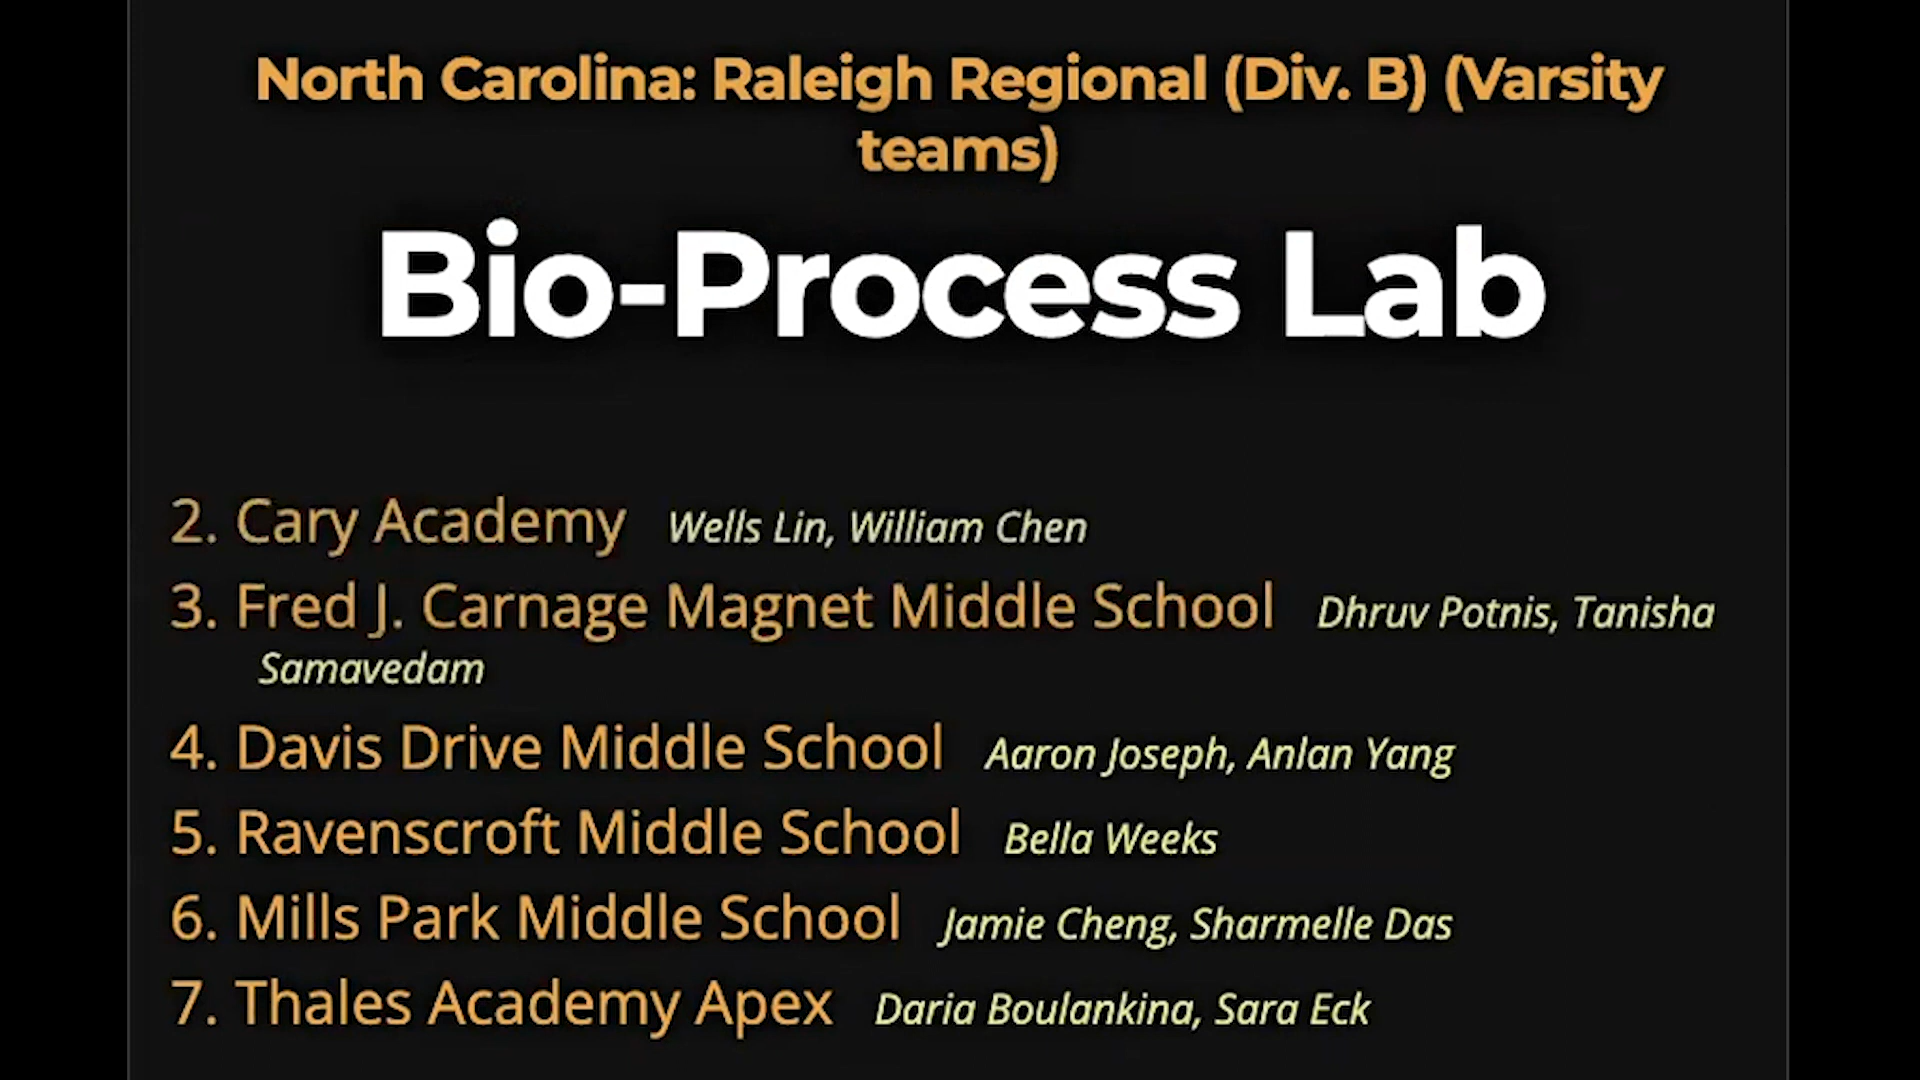 North Carolina: Raleigh Regional (Div. B) (Varsity
teams)
Bio-Process Lab
2. Cary Academy Wells Lin, William Chen
3. Fred J. Carnage Magnet Middle School Dhruv Potnis, Tanisha
Samavedam
4. Davis Drive Middle School Aaron Joseph, Anlan Yang
5. Ravenscroft Middle School Bella Weeks
6. Mills Park Middle School Jamie Cheng, Sharmelle Das
7. Thales Academy Apex Daria Boulankina, Sara Eck